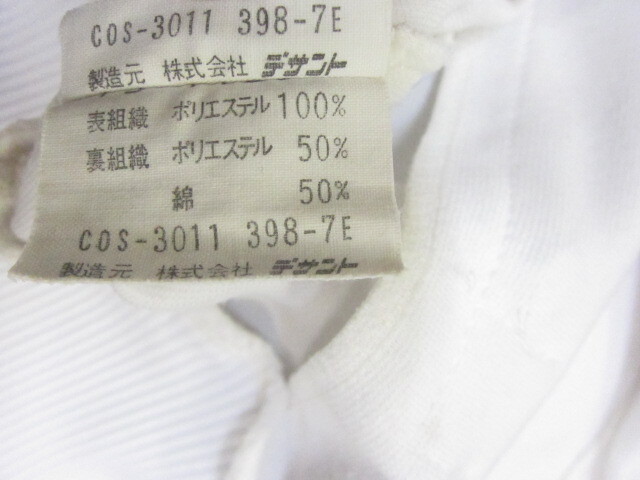 COS-3011 398-7E
製造元 株式会社 デサント
表組織 ポリエステル 100%
裏組織 ポリエステル 50%
綿 50%
COS-3011 398-7E
製造元 株式会社 デサント